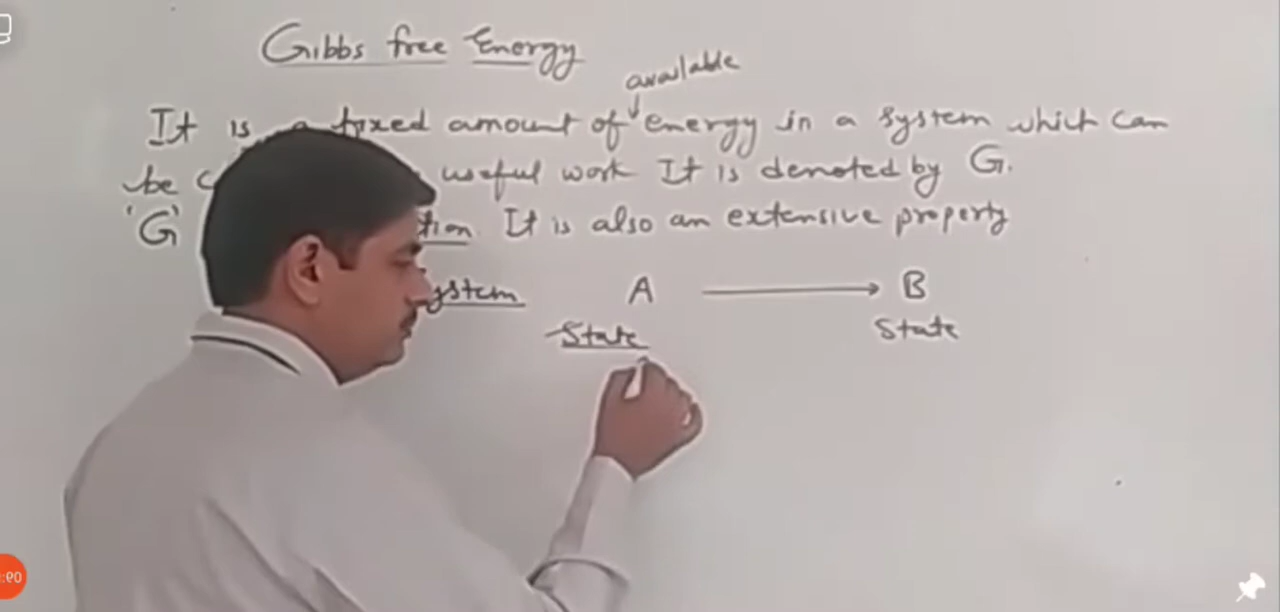 Gibbs free Energy
available
It is a fixed amount of energy in a system which can
be useful work It is denoted by G.
'G' tion. It is also an extensive property
ystem A → B
State State